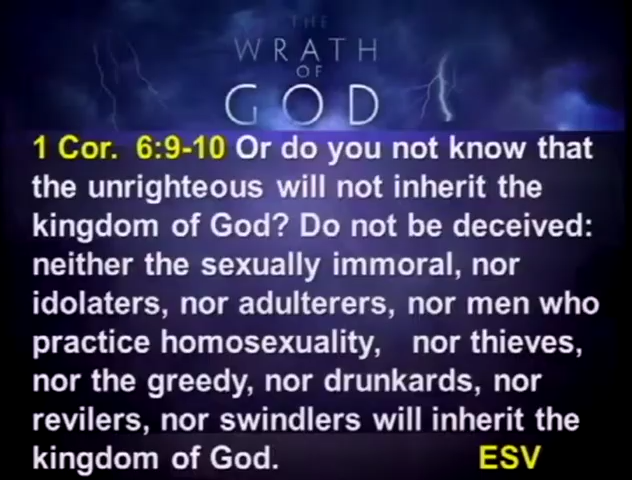 THE
WRATH
OF
GOD
1 Cor. 6:9-10 Or do you not know that
the unrighteous will not inherit the
kingdom of God? Do not be deceived:
neither the sexually immoral, nor
idolaters, nor adulterers, nor men who
practice homosexuality, nor thieves,
nor the greedy, nor drunkards, nor
revilers, nor swindlers will inherit the
kingdom of God. ESV